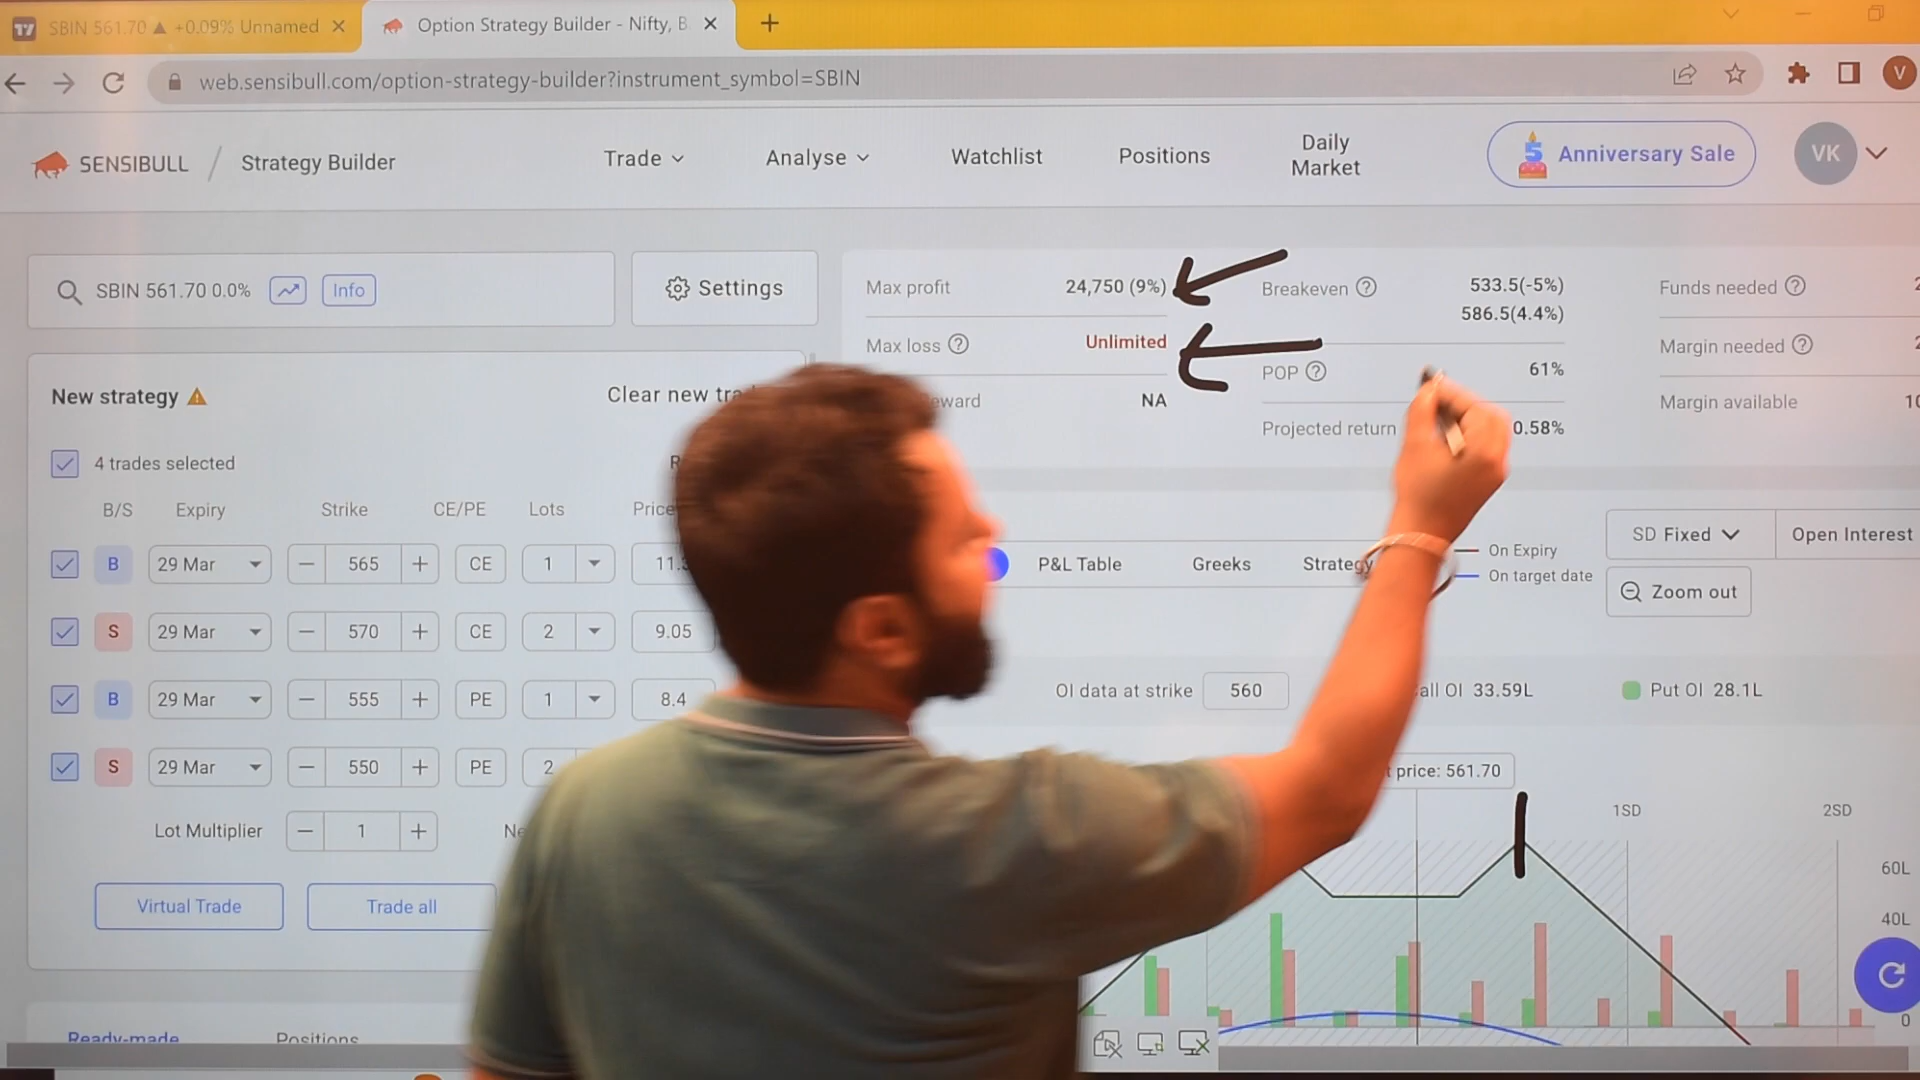 SBIN 561.70 ▲ +0.09% Unnamed
Option Strategy Builder - Nifty, B
web.sensibull.com/option-strategy-builder?instrument_symbol=SBIN
V
SENSIBULL / Strategy Builder
Trade
Analyse
Watchlist
Positions
Daily
Market
5 Anniversary Sale
VK
SBIN 561.70 0.0%
Info
Settings
Max profit 24,750 (9%)
Max loss Unlimited
eward NA
Breakeven 533.5(-5%)
586.5(4.4%)
POP 61%
Projected return 0.58%
Funds needed 2
Margin needed 2
Margin available 10
New strategy
Clear new tra
4 trades selected
R
B/S Expiry Strike CE/PE Lots Price
B 29 Mar 565 CE 1 11.
S 29 Mar 570 CE 2 9.05
B 29 Mar 555 PE 1 8.4
S 29 Mar 550 PE 2
Lot Multiplier 1
Ne
Virtual Trade
Trade all
Ready-made
Positions
P&L Table
Greeks
Strategy
On Expiry
On target date
SD Fixed
Open Interest
Zoom out
OI data at strike 560
all OI 33.59L
Put OI 28.1L
t price: 561.70
1SD
2SD
60L
40L
0